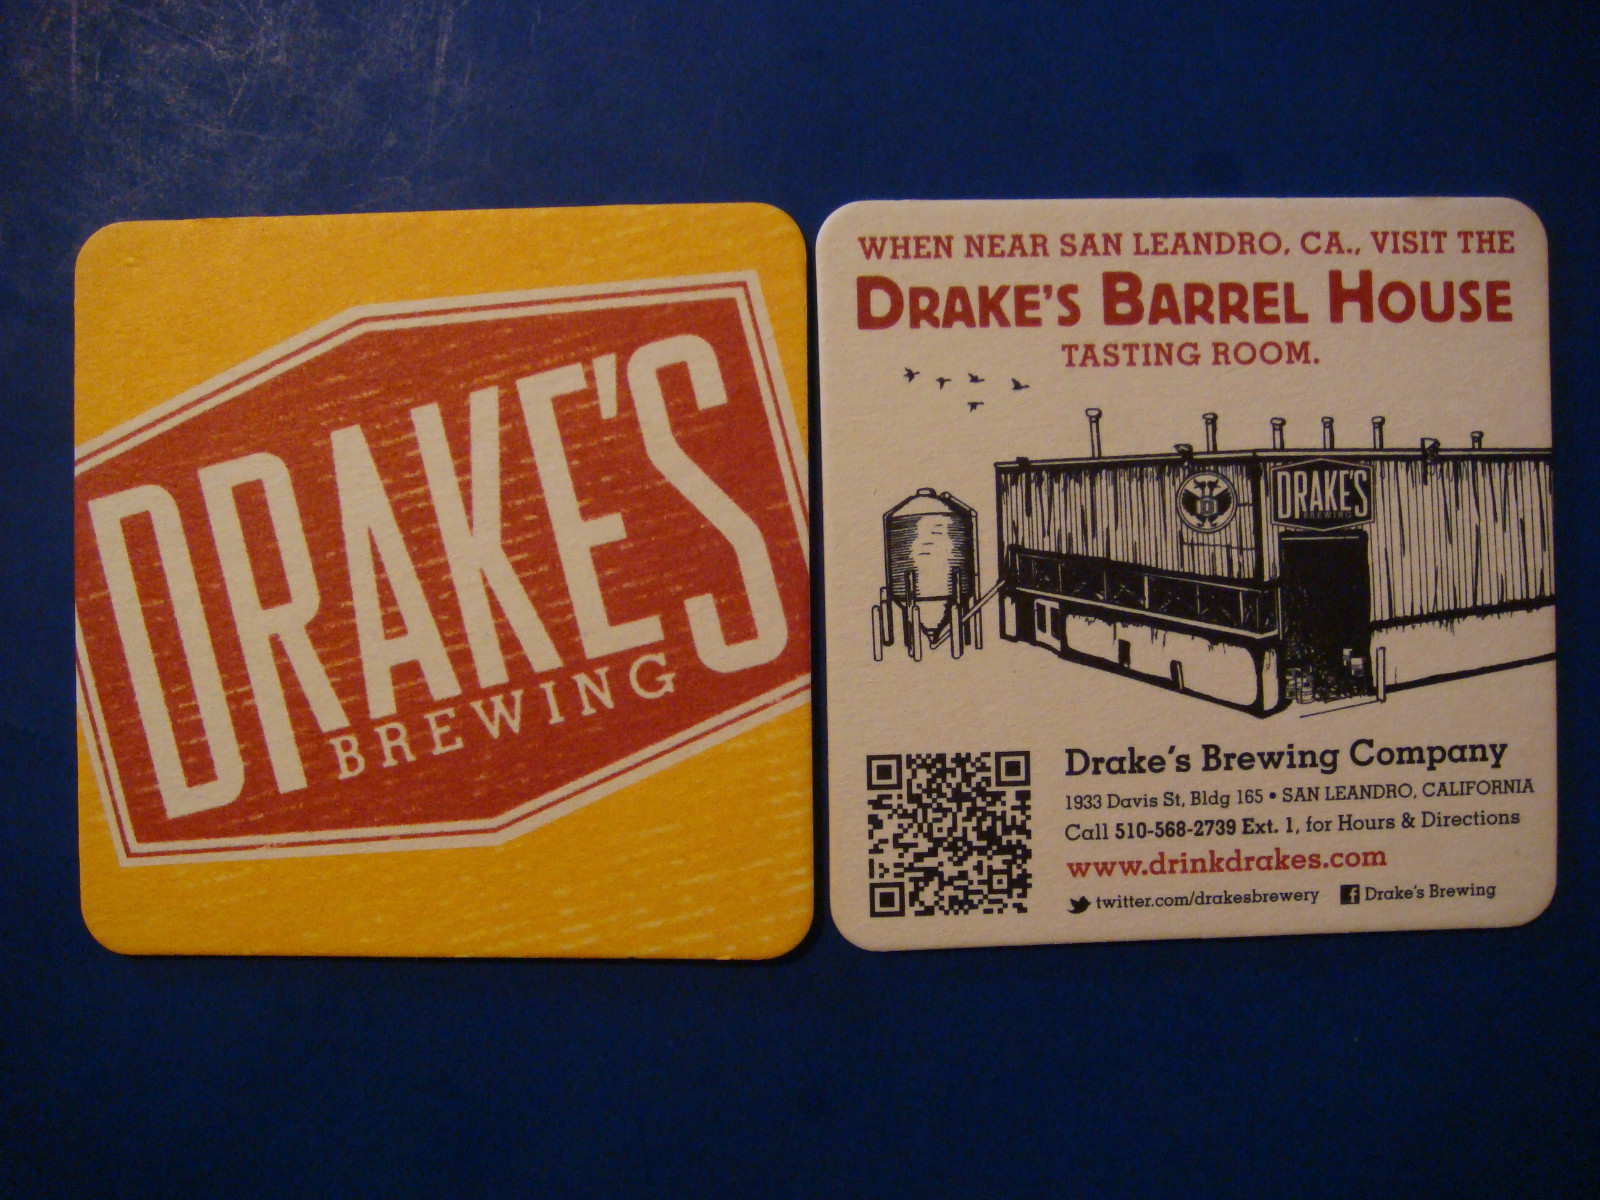 DRAKE'S
BREWING
WHEN NEAR SAN LEANDRO, CA., VISIT THE
DRAKE'S BARREL HOUSE
TASTING ROOM.
D
DRAKE'S
BREWING
Drake's Brewing Company
1933 Davis St, Bldg 165 • SAN LEANDRO, CALIFORNIA
Call 510-568-2739 Ext. 1, for Hours & Directions
www.drinkdrakes.com
twitter.com/drakesbrewery f Drake's Brewing